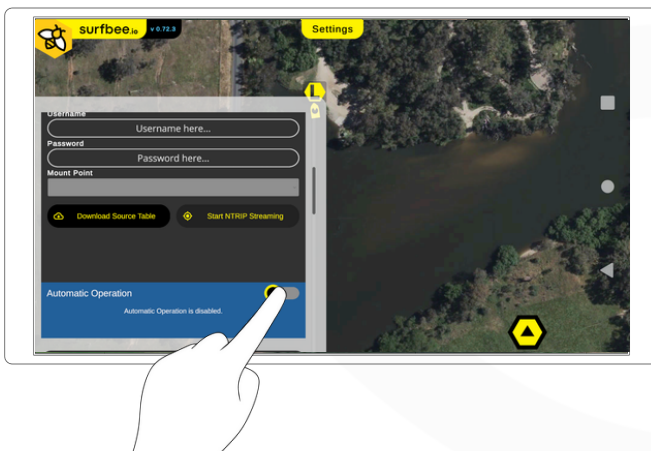 surfbee.io v 0.72.3
Settings
L
Username
Username here...
Password
Password here...
Mount Point
Download Source Table
Start NTRIP Streaming
Automatic Operation
Automatic Operation is disabled.